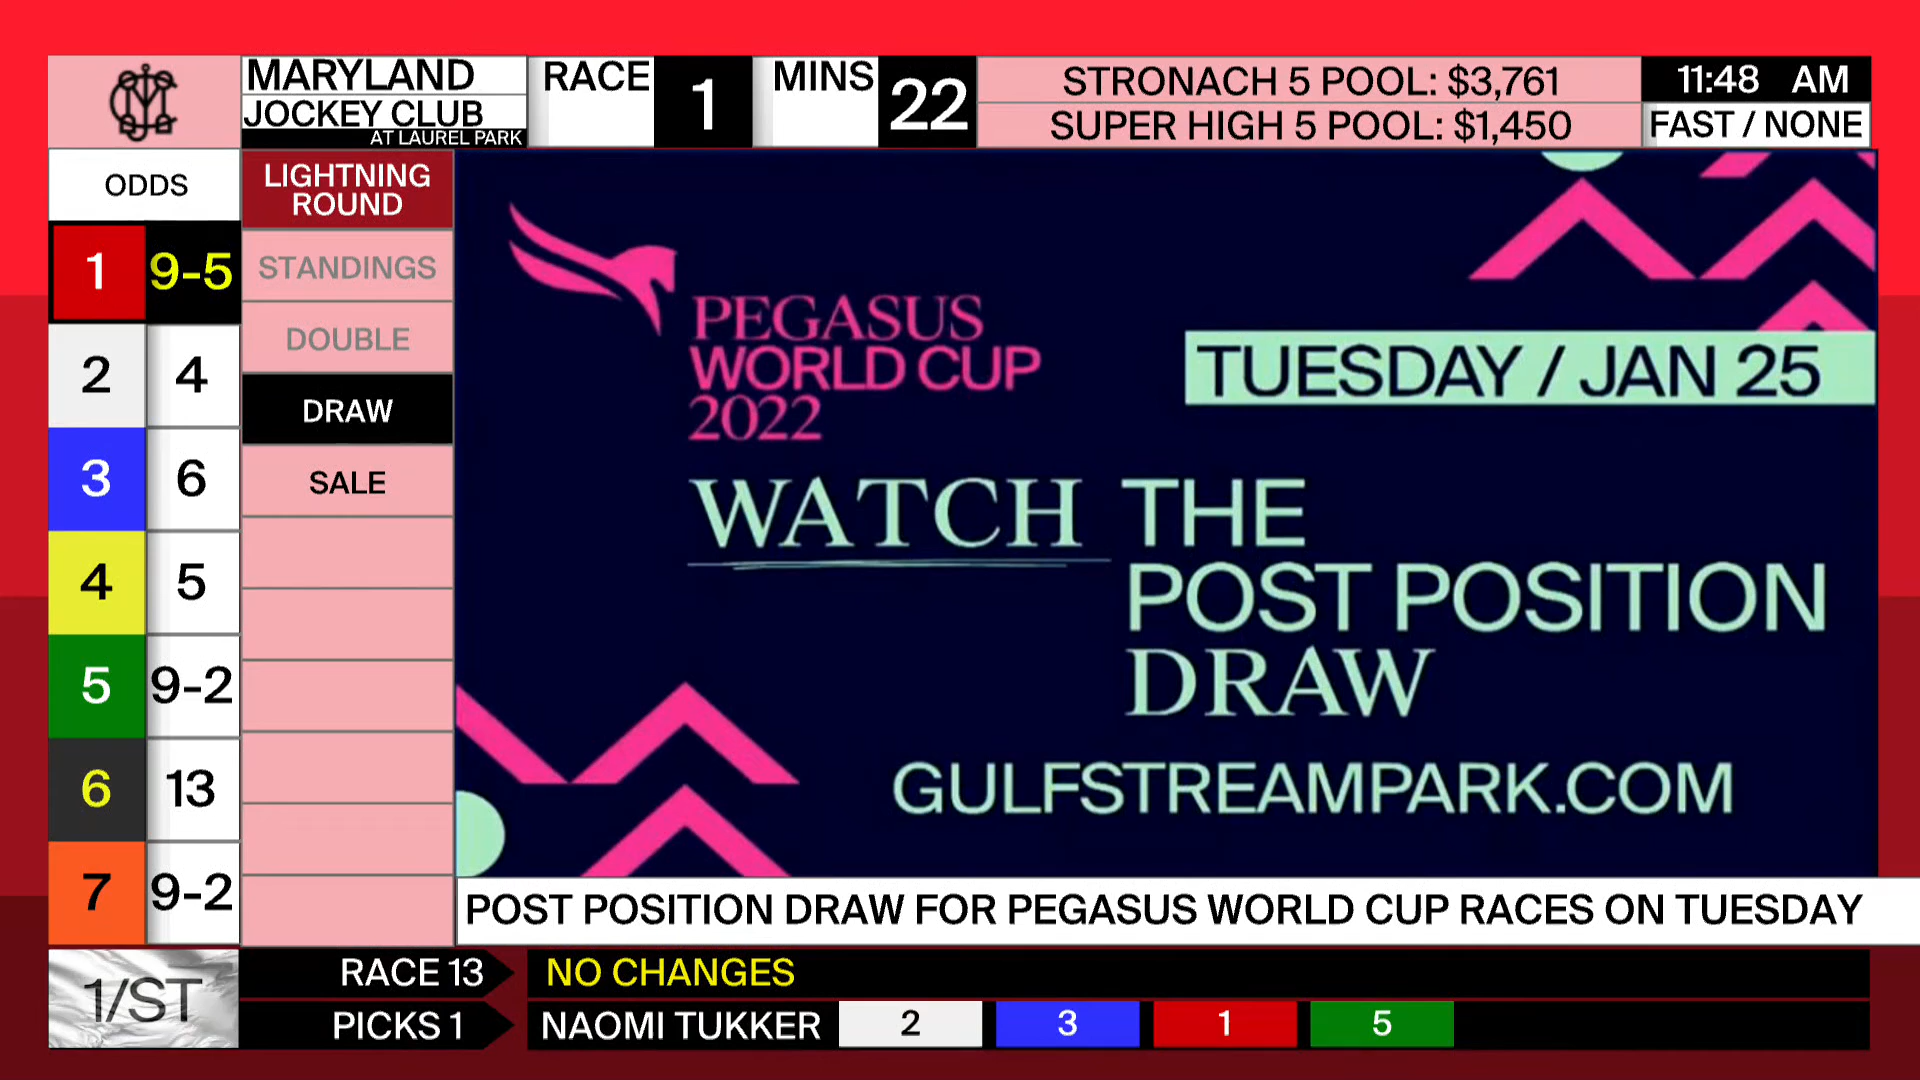 MARYLAND
JOCKEY CLUB
AT LAUREL PARK
RACE 1
MINS 22
STRONACH 5 POOL: $3,761
SUPER HIGH 5 POOL: $1,450
11:48 AM
FAST / NONE
ODDS
1 9-5
2 4
3 6
4 5
5 9-2
6 13
7 9-2
LIGHTNING
ROUND
STANDINGS
DOUBLE
DRAW
SALE
PEGASUS
WORLD CUP
2022
TUESDAY / JAN 25
WATCH THE
POST POSITION
DRAW
GULFSTREAMPARK.COM
POST POSITION DRAW FOR PEGASUS WORLD CUP RACES ON TUESDAY
1/ST
RACE 13 NO CHANGES
PICKS 1 NAOMI TUKKER 2 3 1 5